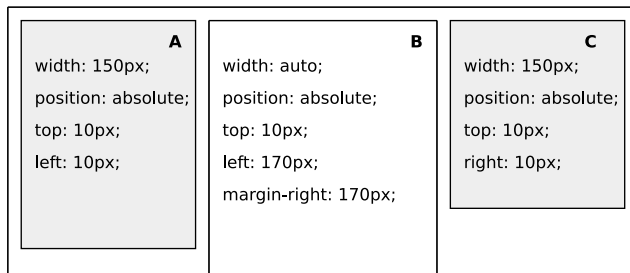 A
width: 150px;
position: absolute;
top: 10px;
left: 10px;
B
width: auto;
position: absolute;
top: 10px;
left: 170px;
margin-right: 170px;
C
width: 150px;
position: absolute;
top: 10px;
right: 10px;